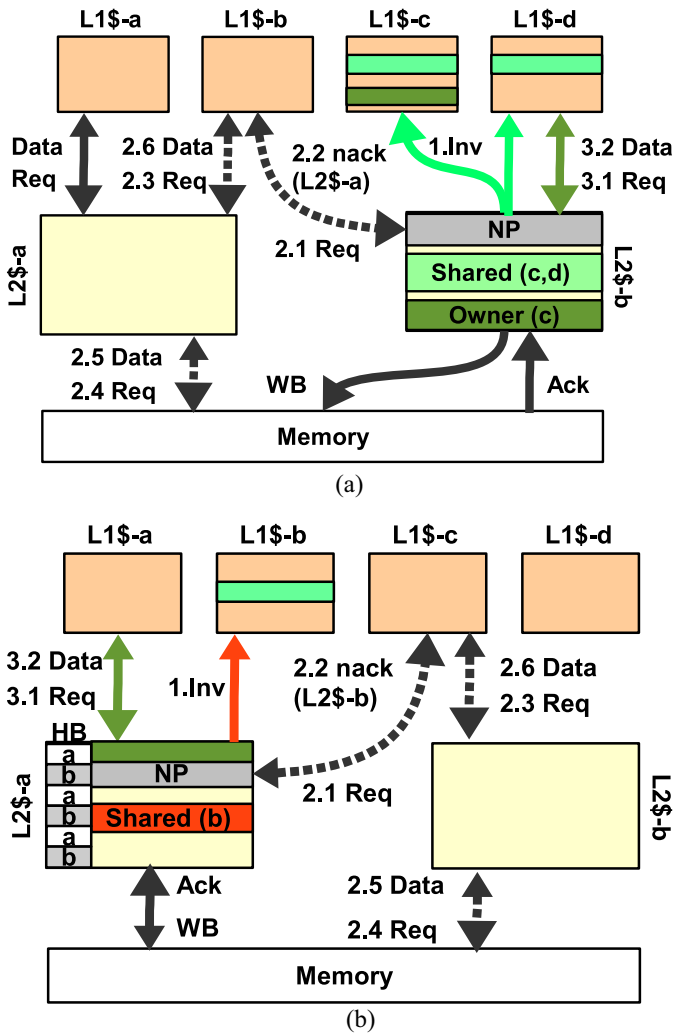 L1$-a L1$-b L1$-c L1$-d
Data 2.6 Data 2.2 nack 1.Inv 3.2 Data
Req 2.3 Req (L2$-a) 3.1 Req
2.1 Req NP
L2$-a Shared (c,d) L2$-b
Owner (c)
2.5 Data
2.4 Req WB Ack
Memory
(a)
L1$-a L1$-b L1$-c L1$-d
3.2 Data 2.2 nack 2.6 Data
3.1 Req 1.Inv (L2$-b) 2.3 Req
HB
a
b NP 2.1 Req
L2$-a a L2$-b
b Shared (b)
a
b
Ack 2.5 Data
WB 2.4 Req
Memory
(b)